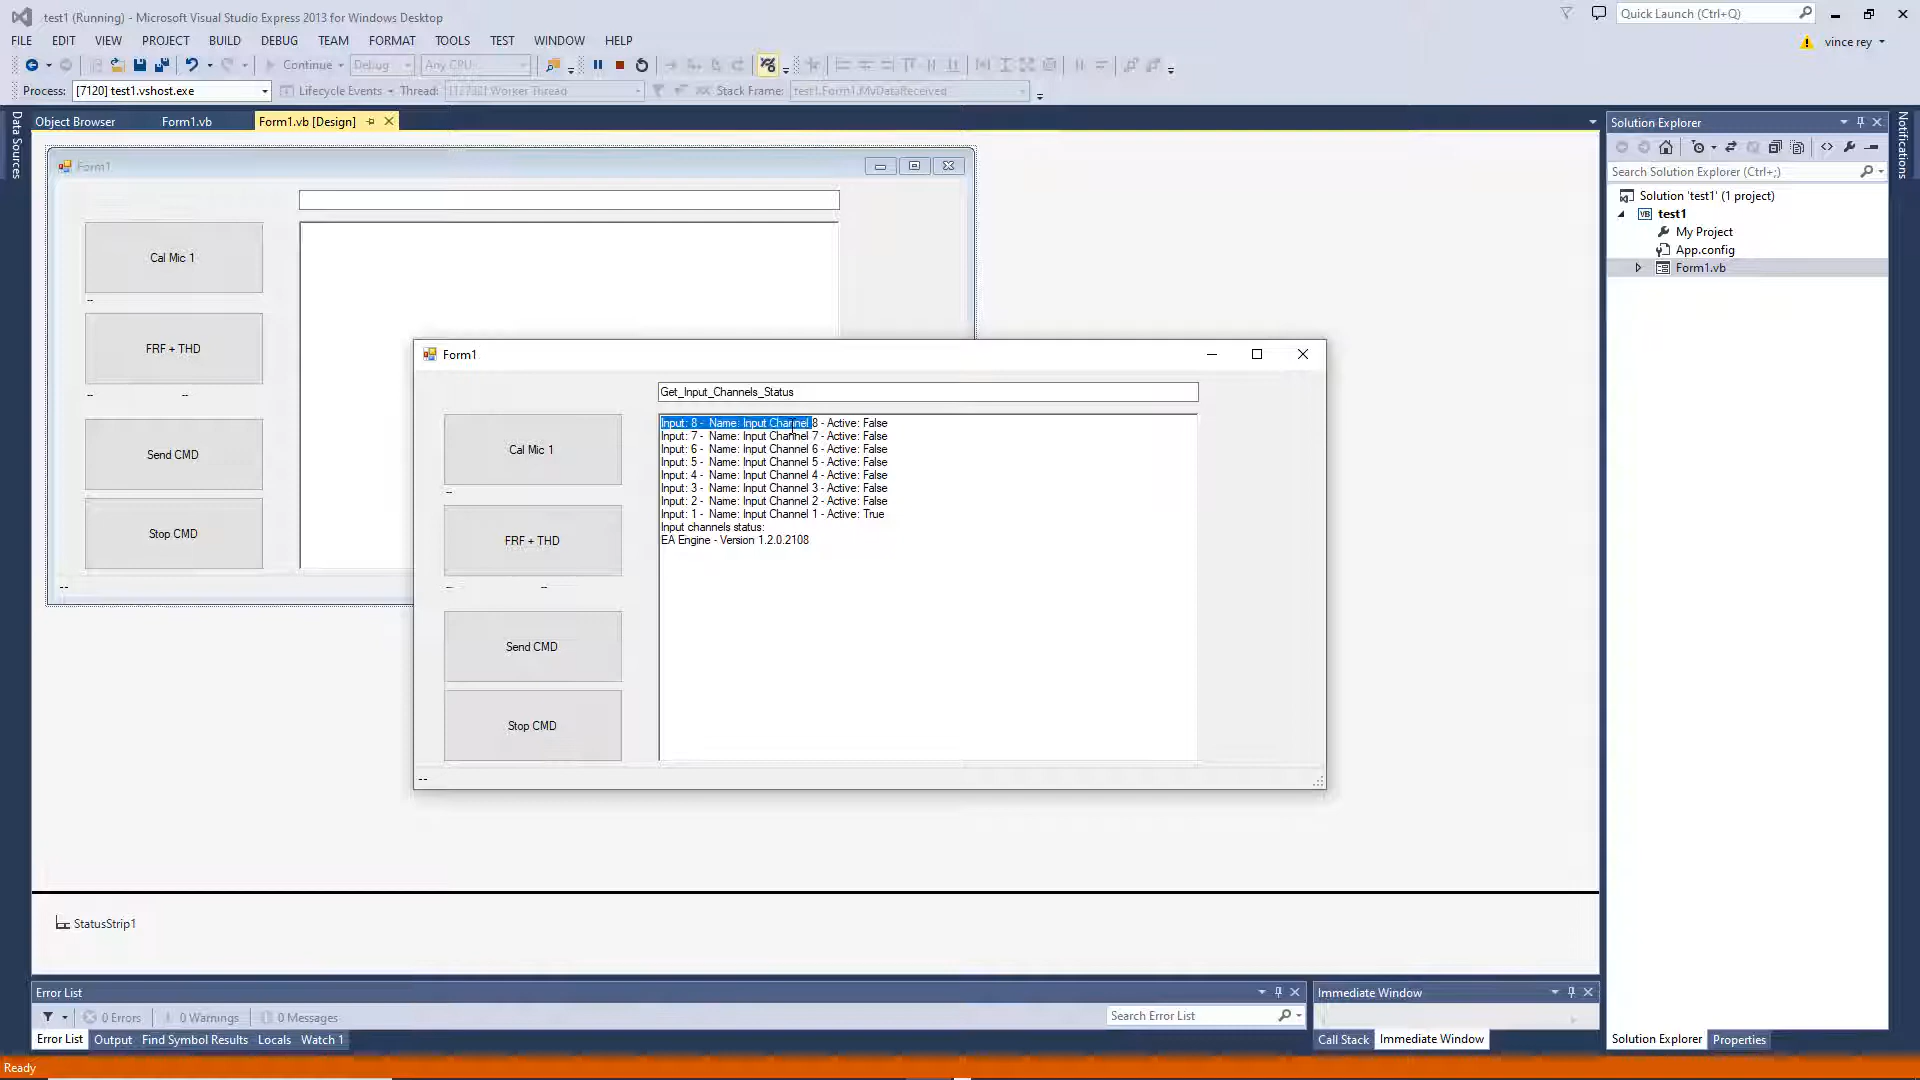 test1 (Running) - Microsoft Visual Studio Express 2013 for Windows Desktop
Quick Launch (Ctrl+Q)
FILE EDIT VIEW PROJECT BUILD DEBUG TEAM FORMAT TOOLS TEST WINDOW HELP
vince rey
Continue Debug Any CPU
Process: [7120] test1.vshost.exe Lifecycle Events Thread: Worker Thread Stack Frame: test1.Form1.MyDataReceived
Data Sources
Object Browser Form1.vb Form1.vb [Design]
Form1
Cal Mic 1
--
FRF + THD
-- --
Send CMD
Stop CMD
--
Form1
Get_Input_Channels_Status
Cal Mic 1
--
FRF + THD
-- --
Send CMD
Stop CMD
--
Input: 8 - Name: Input Channel 8 - Active: False
Input: 7 - Name: Input Channel 7 - Active: False
Input: 6 - Name: Input Channel 6 - Active: False
Input: 5 - Name: Input Channel 5 - Active: False
Input: 4 - Name: Input Channel 4 - Active: False
Input: 3 - Name: Input Channel 3 - Active: False
Input: 2 - Name: Input Channel 2 - Active: False
Input: 1 - Name: Input Channel 1 - Active: True
Input channels status:
EA Engine - Version 1.2.0.2108
StatusStrip1
Solution Explorer
Search Solution Explorer (Ctrl+;)
Solution 'test1' (1 project)
VB test1
My Project
App.config
Form1.vb
Notifications
Error List
0 Errors 0 Warnings 0 Messages
Search Error List
Error List Output Find Symbol Results Locals Watch 1
Immediate Window
Call Stack Immediate Window
Solution Explorer Properties
Ready